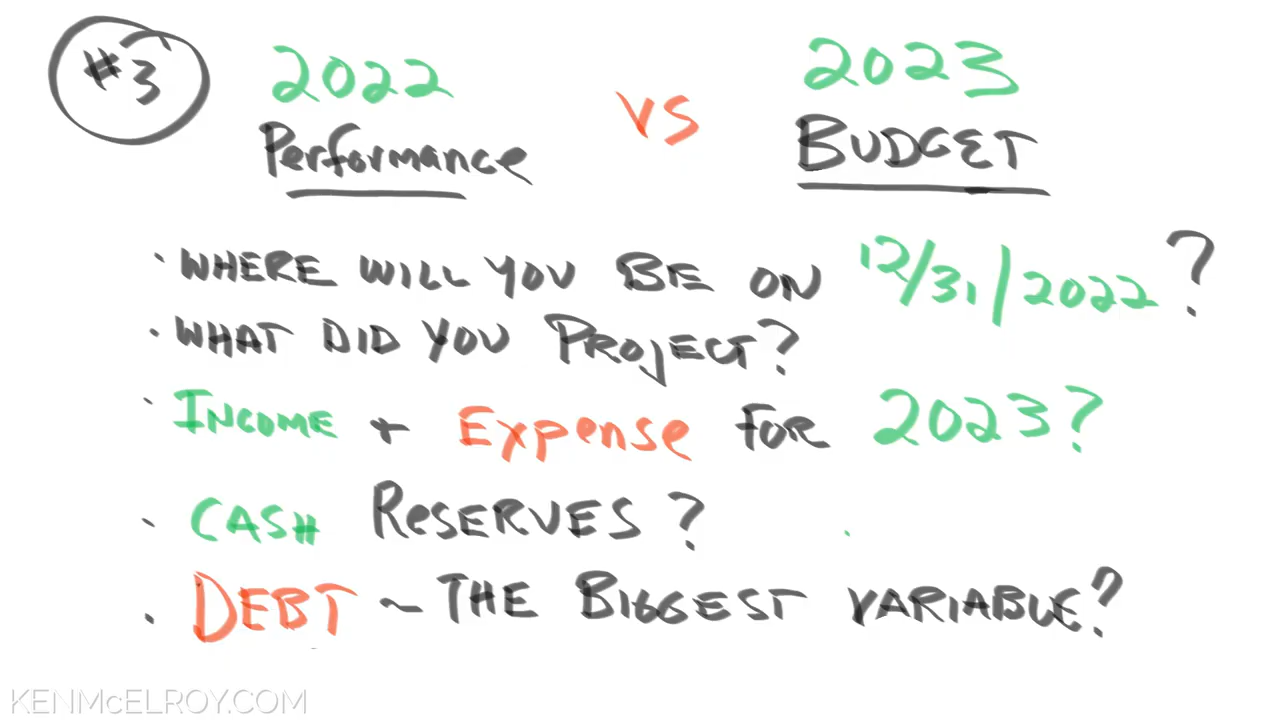 #3
2022 VS 2023
Performance BUDGET
• WHERE WILL YOU BE ON 12/31/2022?
• WHAT DID YOU PROJECT?
• INCOME + Expense FOR 2023?
• CASH RESERVES?
• DEBT ~ THE BIGGEST VARIABLE?
KENMCELROY.COM